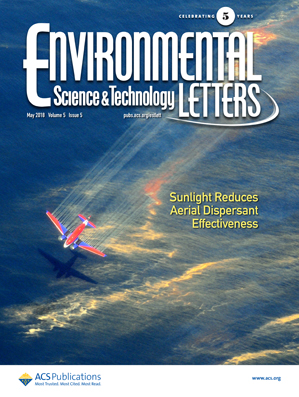 CELEBRATING 5 YEARS
ENVIRONMENTAL
Science & Technology LETTERS
May 2018 Volume 5 Issue 5
pubs.acs.org/estlett
Sunlight Reduces
Aerial Dispersant
Effectiveness
ACS Publications
Most Trusted. Most Cited. Most Read.
www.acs.org